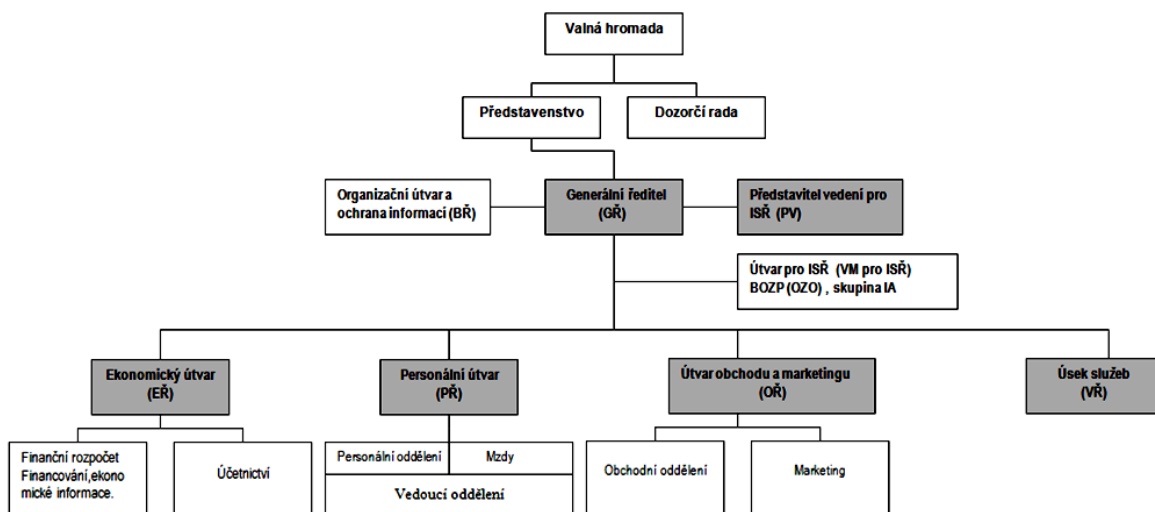 Valná hromada
Představenstvo
Dozorčí rada
Organizační útvar a
ochrana informací (BŘ)
Generální ředitel
(GŘ)
Představitel vedení pro
ISŘ (PV)
Útvar pro ISŘ (VM pro ISŘ)
BOZP (OZO) , skupina IA
Ekonomický útvar
(EŘ)
Personální útvar
(PŘ)
Útvar obchodu a marketingu
(OŘ)
Úsek služeb
(VŘ)
Finanční rozpočet
Financování,ekono
mické informace.
Účetnictví
Personální oddělení
Mzdy
Vedoucí oddělení
Obchodní oddělení
Marketing